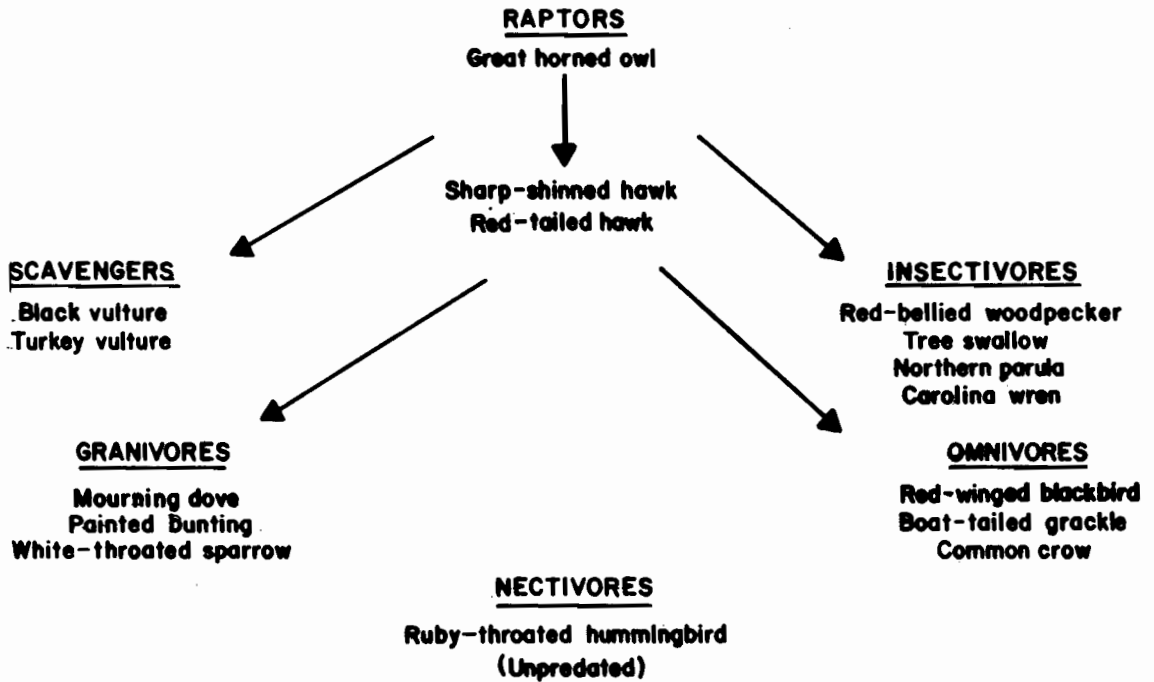 RAPTORS
Great horned owl
Sharp-shinned hawk
Red-tailed hawk
SCAVENGERS
Black vulture
Turkey vulture
INSECTIVORES
Red-bellied woodpecker
Tree swallow
Northern parula
Carolina wren
GRANIVORES
Mourning dove
Painted Bunting
White-throated sparrow
OMNIVORES
Red-winged blackbird
Boat-tailed grackle
Common crow
NECTIVORES
Ruby-throated hummingbird
(Unpredated)